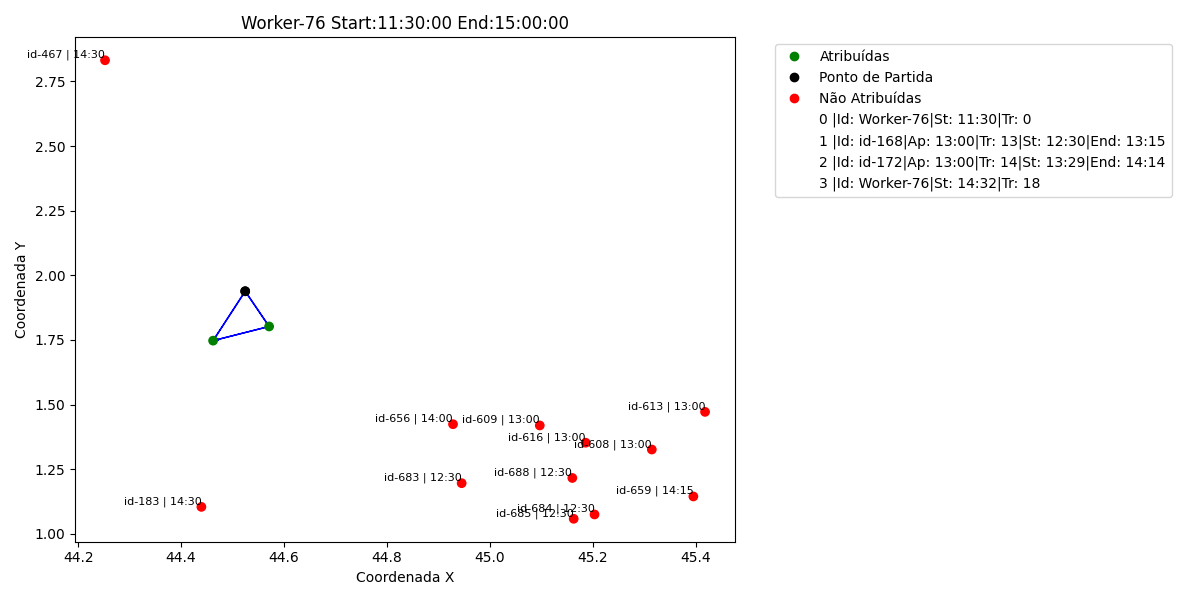 Worker-76 Start:11:30:00 End:15:00:00
id-467 | 14:30
id-613 | 13:00
id-656 | 14:00
id-609 | 13:00
id-616 | 13:00
id-608 | 13:00
id-688 | 12:30
id-683 | 12:30
id-659 | 14:15
id-183 | 14:30
id-684 | 12:30
id-685 | 12:30
2.75
2.50
2.25
2.00
1.75
1.50
1.25
1.00
Coordenada Y
44.2
44.4
44.6
44.8
45.0
45.2
45.4
Coordenada X
Atribuídas
Ponto de Partida
Não Atribuídas
0 |Id: Worker-76|St: 11:30|Tr: 0
1 |Id: id-168|Ap: 13:00|Tr: 13|St: 12:30|End: 13:15
2 |Id: id-172|Ap: 13:00|Tr: 14|St: 13:29|End: 14:14
3 |Id: Worker-76|St: 14:32|Tr: 18